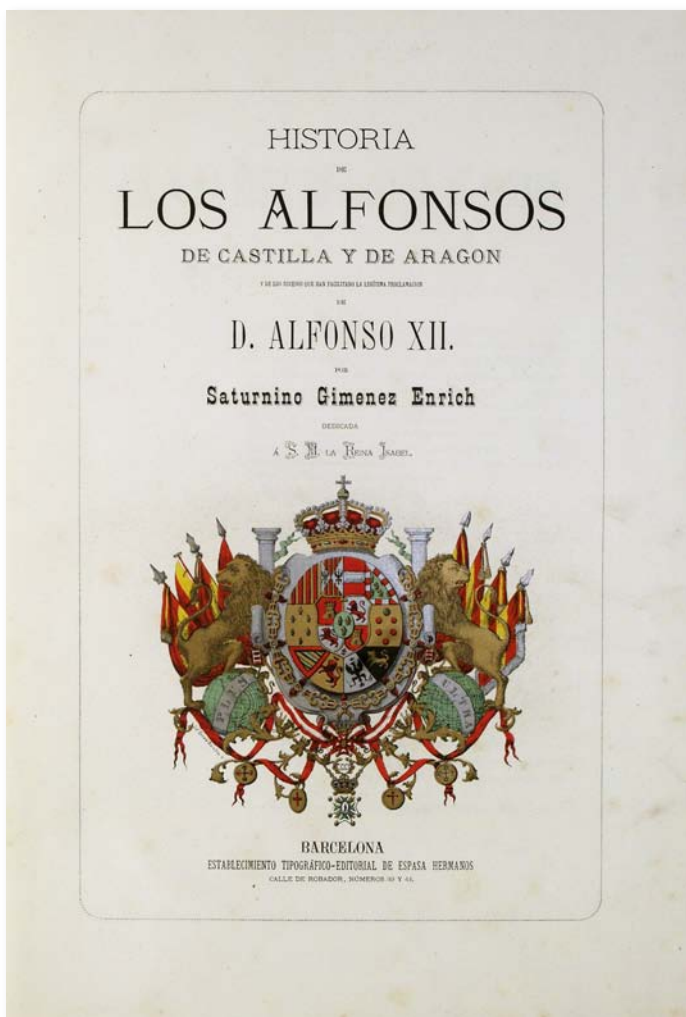 HISTORIA
DE
LOS ALFONSOS
DE CASTILLA Y DE ARAGON
Y DE LOS SUCESOS QUE HAN FACILITADO LA LEGÍTIMA PROCLAMACION
DE
D. ALFONSO XII.
POR
Saturnino Gimenez Enrich
DEDICADA
Á S. M. LA REINA ISABEL.
PLUS
ULTRA
BARCELONA
ESTABLECIMIENTO TIPOGRÁFICO-EDITORIAL DE ESPASA HERMANOS
CALLE DE ROBADOR, NÚMEROS Y